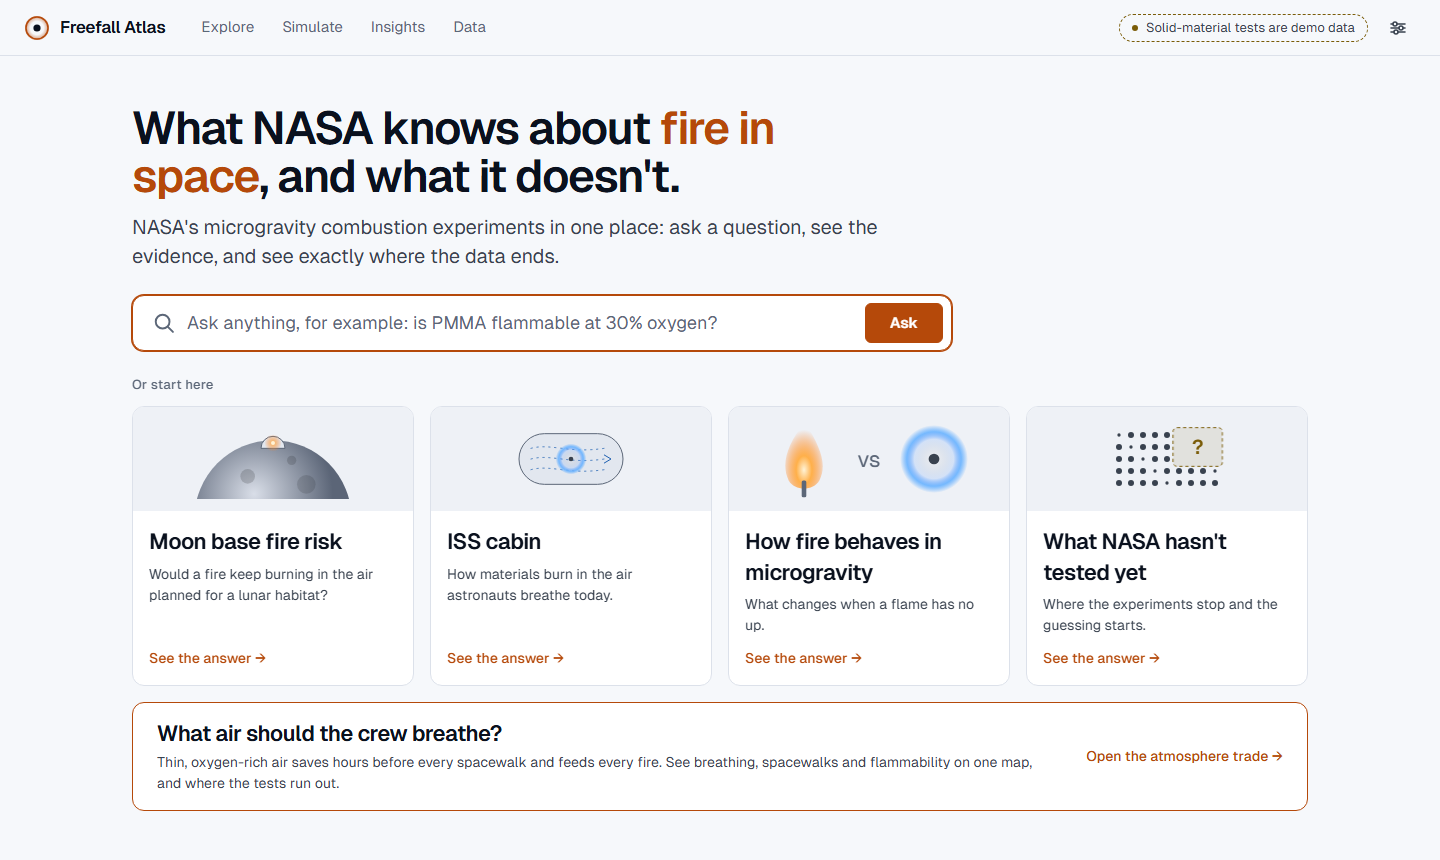 Freefall Atlas
Explore
Simulate
Insights
Data
Solid-material tests are demo data
What NASA knows about fire in
space, and what it doesn't.
NASA's microgravity combustion experiments in one place: ask a question, see the
evidence, and see exactly where the data ends.
Ask anything, for example: is PMMA flammable at 30% oxygen?
Ask
Or start here
VS
?
Moon base fire risk
Would a fire keep burning in the air
planned for a lunar habitat?
See the answer →
ISS cabin
How materials burn in the air
astronauts breathe today.
See the answer →
How fire behaves in
microgravity
What changes when a flame has no
up.
See the answer →
What NASA hasn't
tested yet
Where the experiments stop and the
guessing starts.
See the answer →
What air should the crew breathe?
Thin, oxygen-rich air saves hours before every spacewalk and feeds every fire. See breathing, spacewalks and flammability on one map,
and where the tests run out.
Open the atmosphere trade →